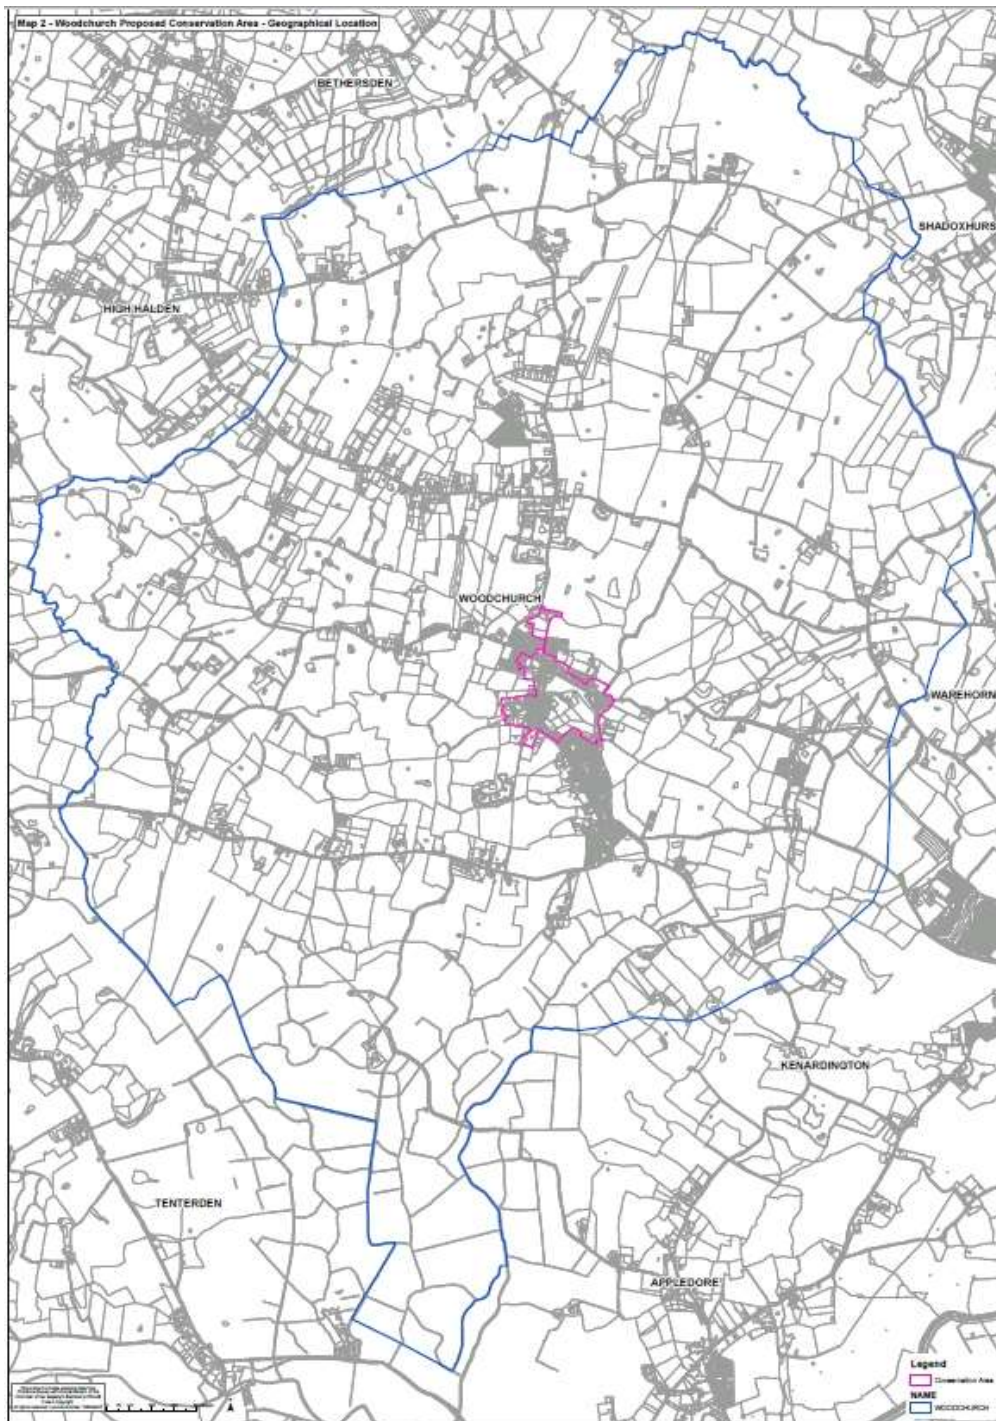 Map 2 - Woodchurch Proposed Conservation Area - Geographical Location
BETHERSDEN
SHADOXHURS
HIGH HALDEN
WOODCHURCH
WAREHORN
KENARDINGTON
TENTERDEN
APPLEDORE
Legend
Conservation Area
NAME
WOODCHURCH